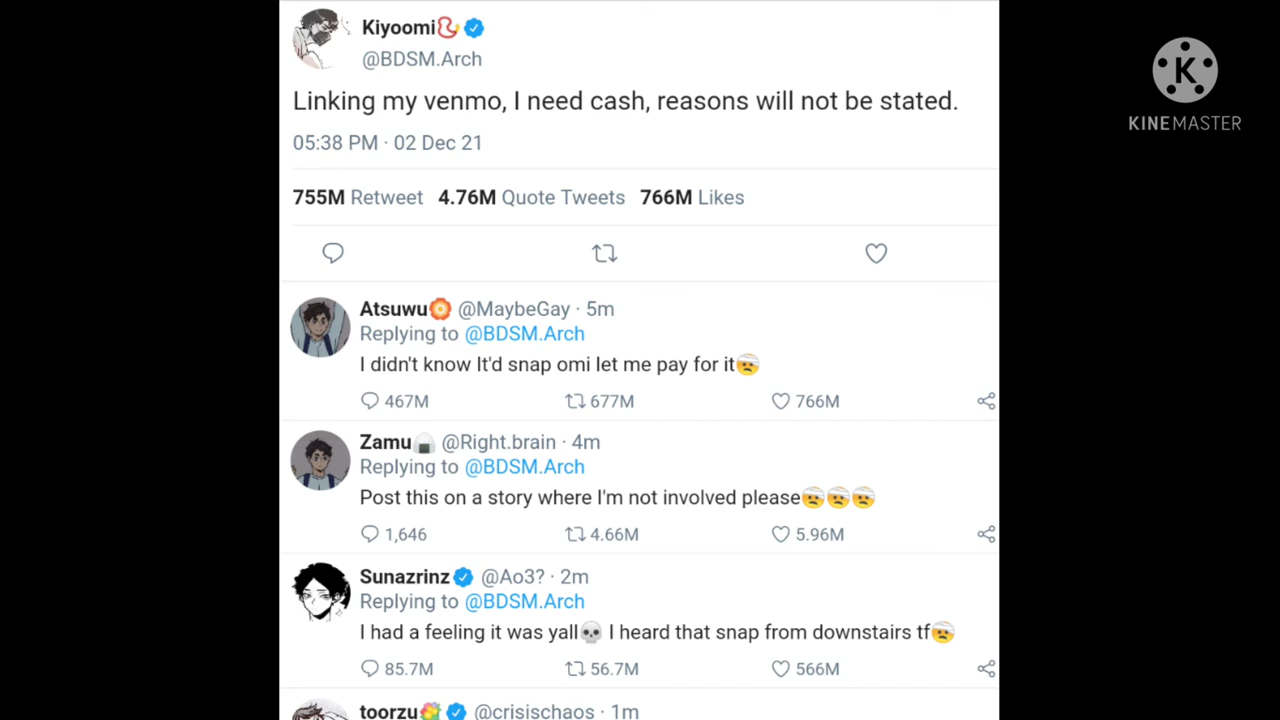 Kiyoomi
@BDSM.Arch
Linking my venmo, I need cash, reasons will not be stated.
05:38 PM · 02 Dec 21
755M Retweet 4.76M Quote Tweets 766M Likes
Atsuwu @MaybeGay · 5m
Replying to @BDSM.Arch
I didn't know It'd snap omi let me pay for it🤕
467M 677M 766M
Zamu🍙 @Right.brain · 4m
Replying to @BDSM.Arch
Post this on a story where I'm not involved please🤕🤕🤕
1,646 4.66M 5.96M
Sunazrinz @Ao3? · 2m
Replying to @BDSM.Arch
I had a feeling it was yall💀 I heard that snap from downstairs tf🤕
85.7M 56.7M 566M
toorzu💐 @crisischaos · 1m
K
KINEMASTER